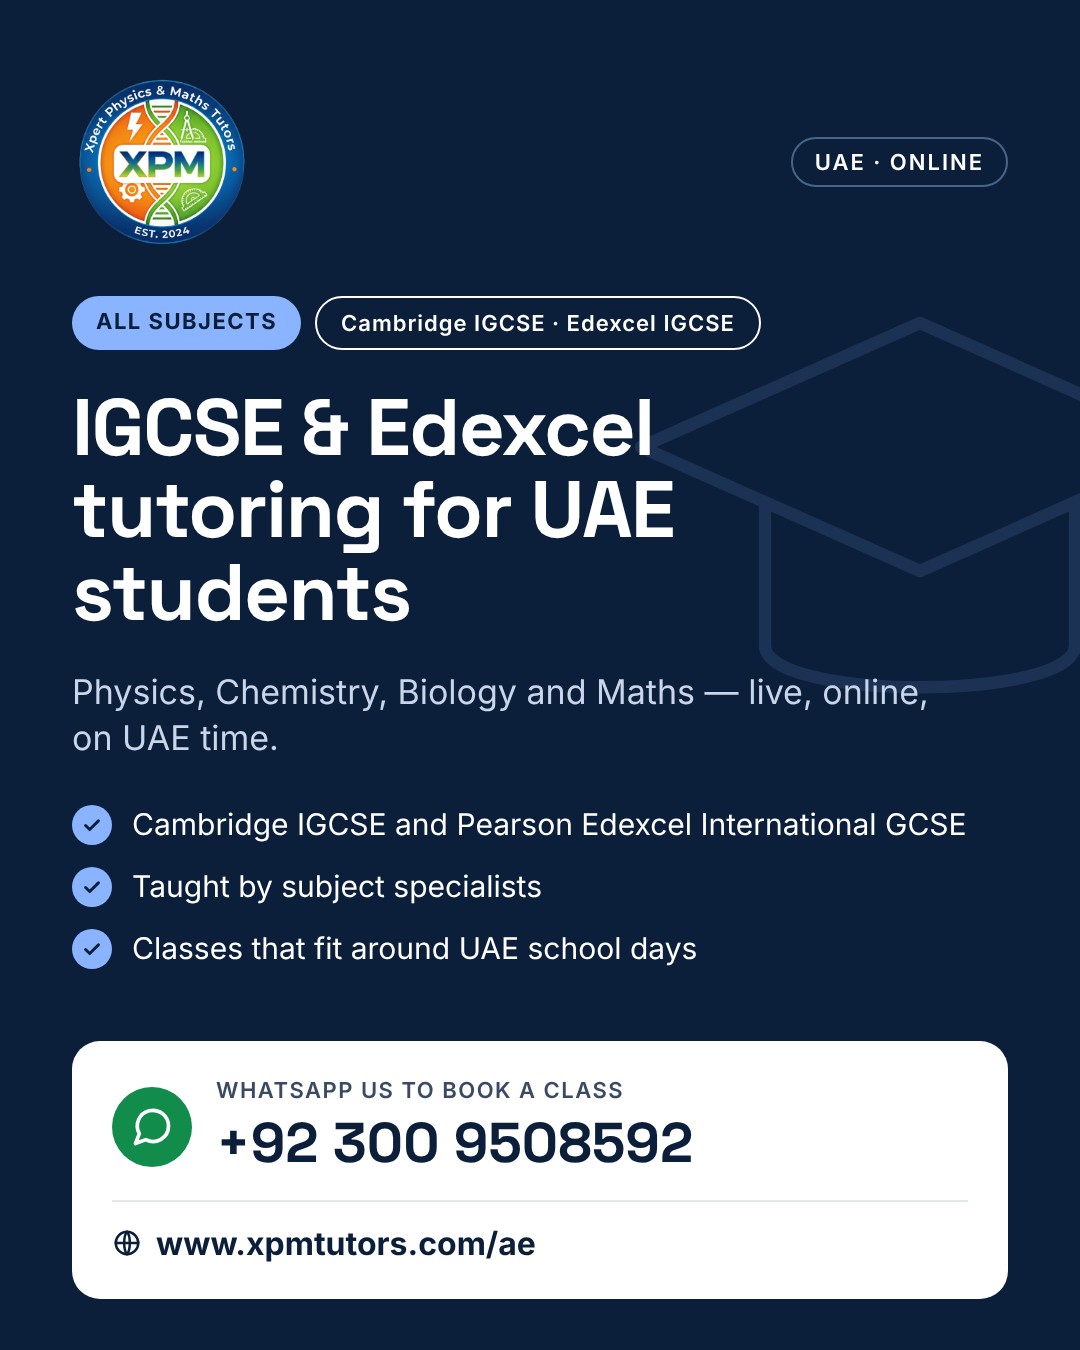 Xpert Physics & Maths Tutors
XPM
EST. 2024
UAE · ONLINE
ALL SUBJECTS
Cambridge IGCSE · Edexcel IGCSE
IGCSE & Edexcel
tutoring for UAE
students
Physics, Chemistry, Biology and Maths — live, online,
on UAE time.
Cambridge IGCSE and Pearson Edexcel International GCSE
Taught by subject specialists
Classes that fit around UAE school days
WHATSAPP US TO BOOK A CLASS
+92 300 9508592
www.xpmtutors.com/ae